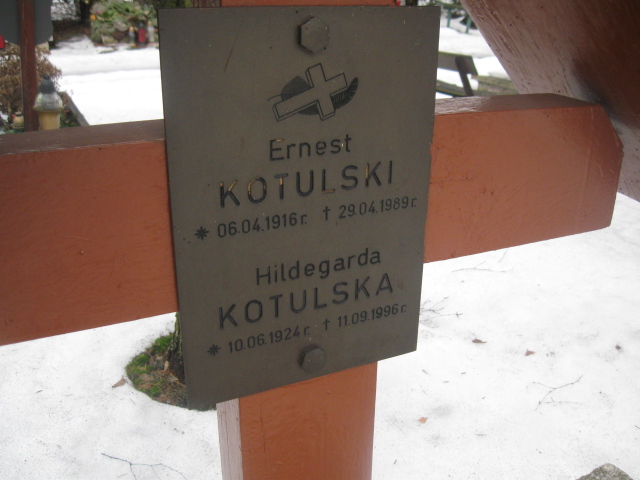 Ernest
KOTULSKI
* 06.04.1916 r. † 29.04.1989 r.
Hildegarda
KOTULSKA
* 10.06.1924 r. † 11.09.1996 r.